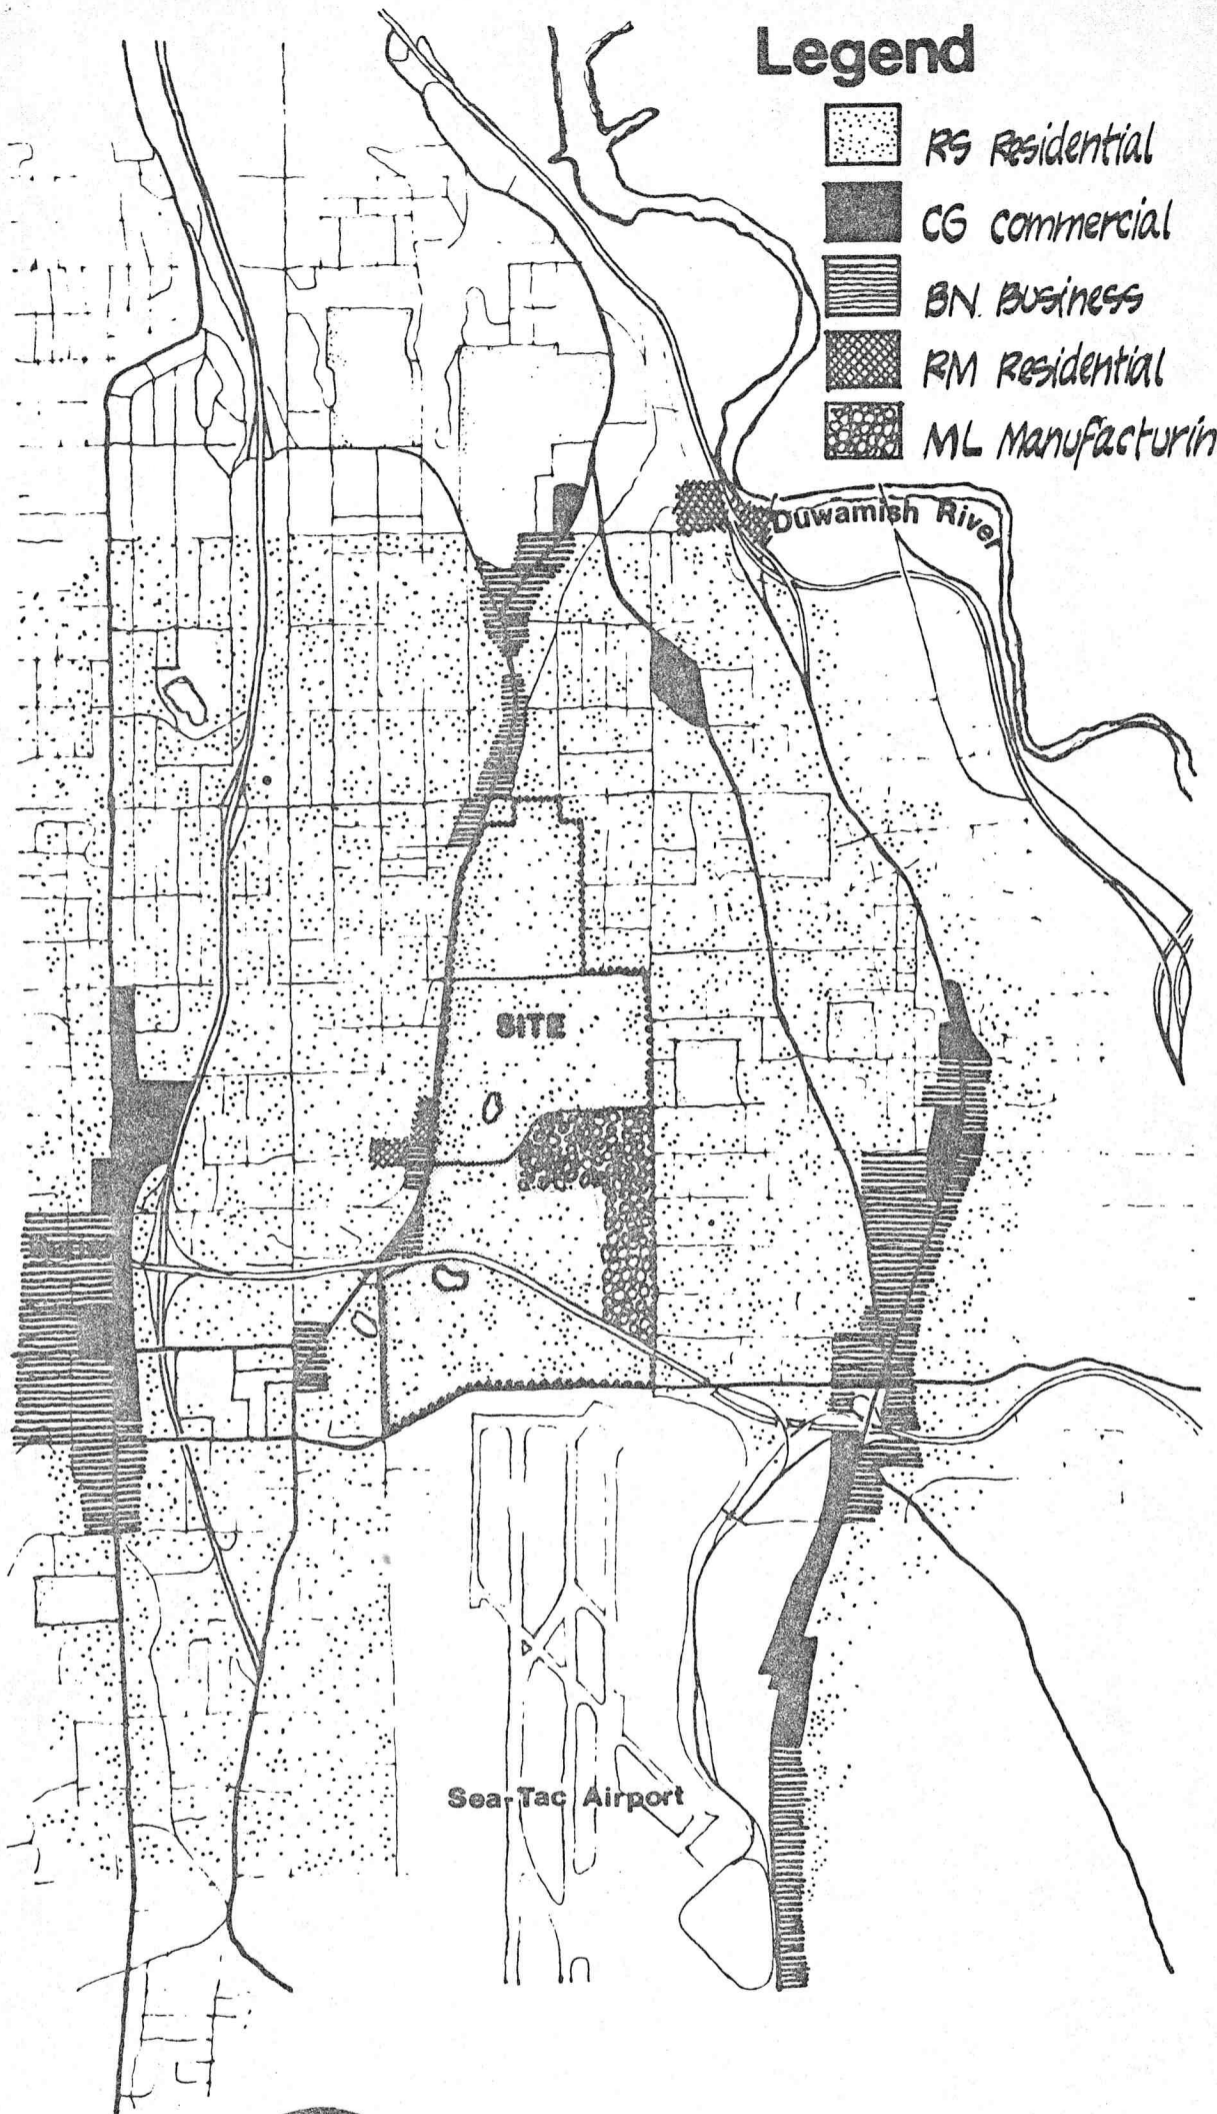 Legend
RS Residential
CG Commercial
BN. Business
RM Residential
ML Manufacturin
Duwamish River
SITE
Sea-Tac Airport